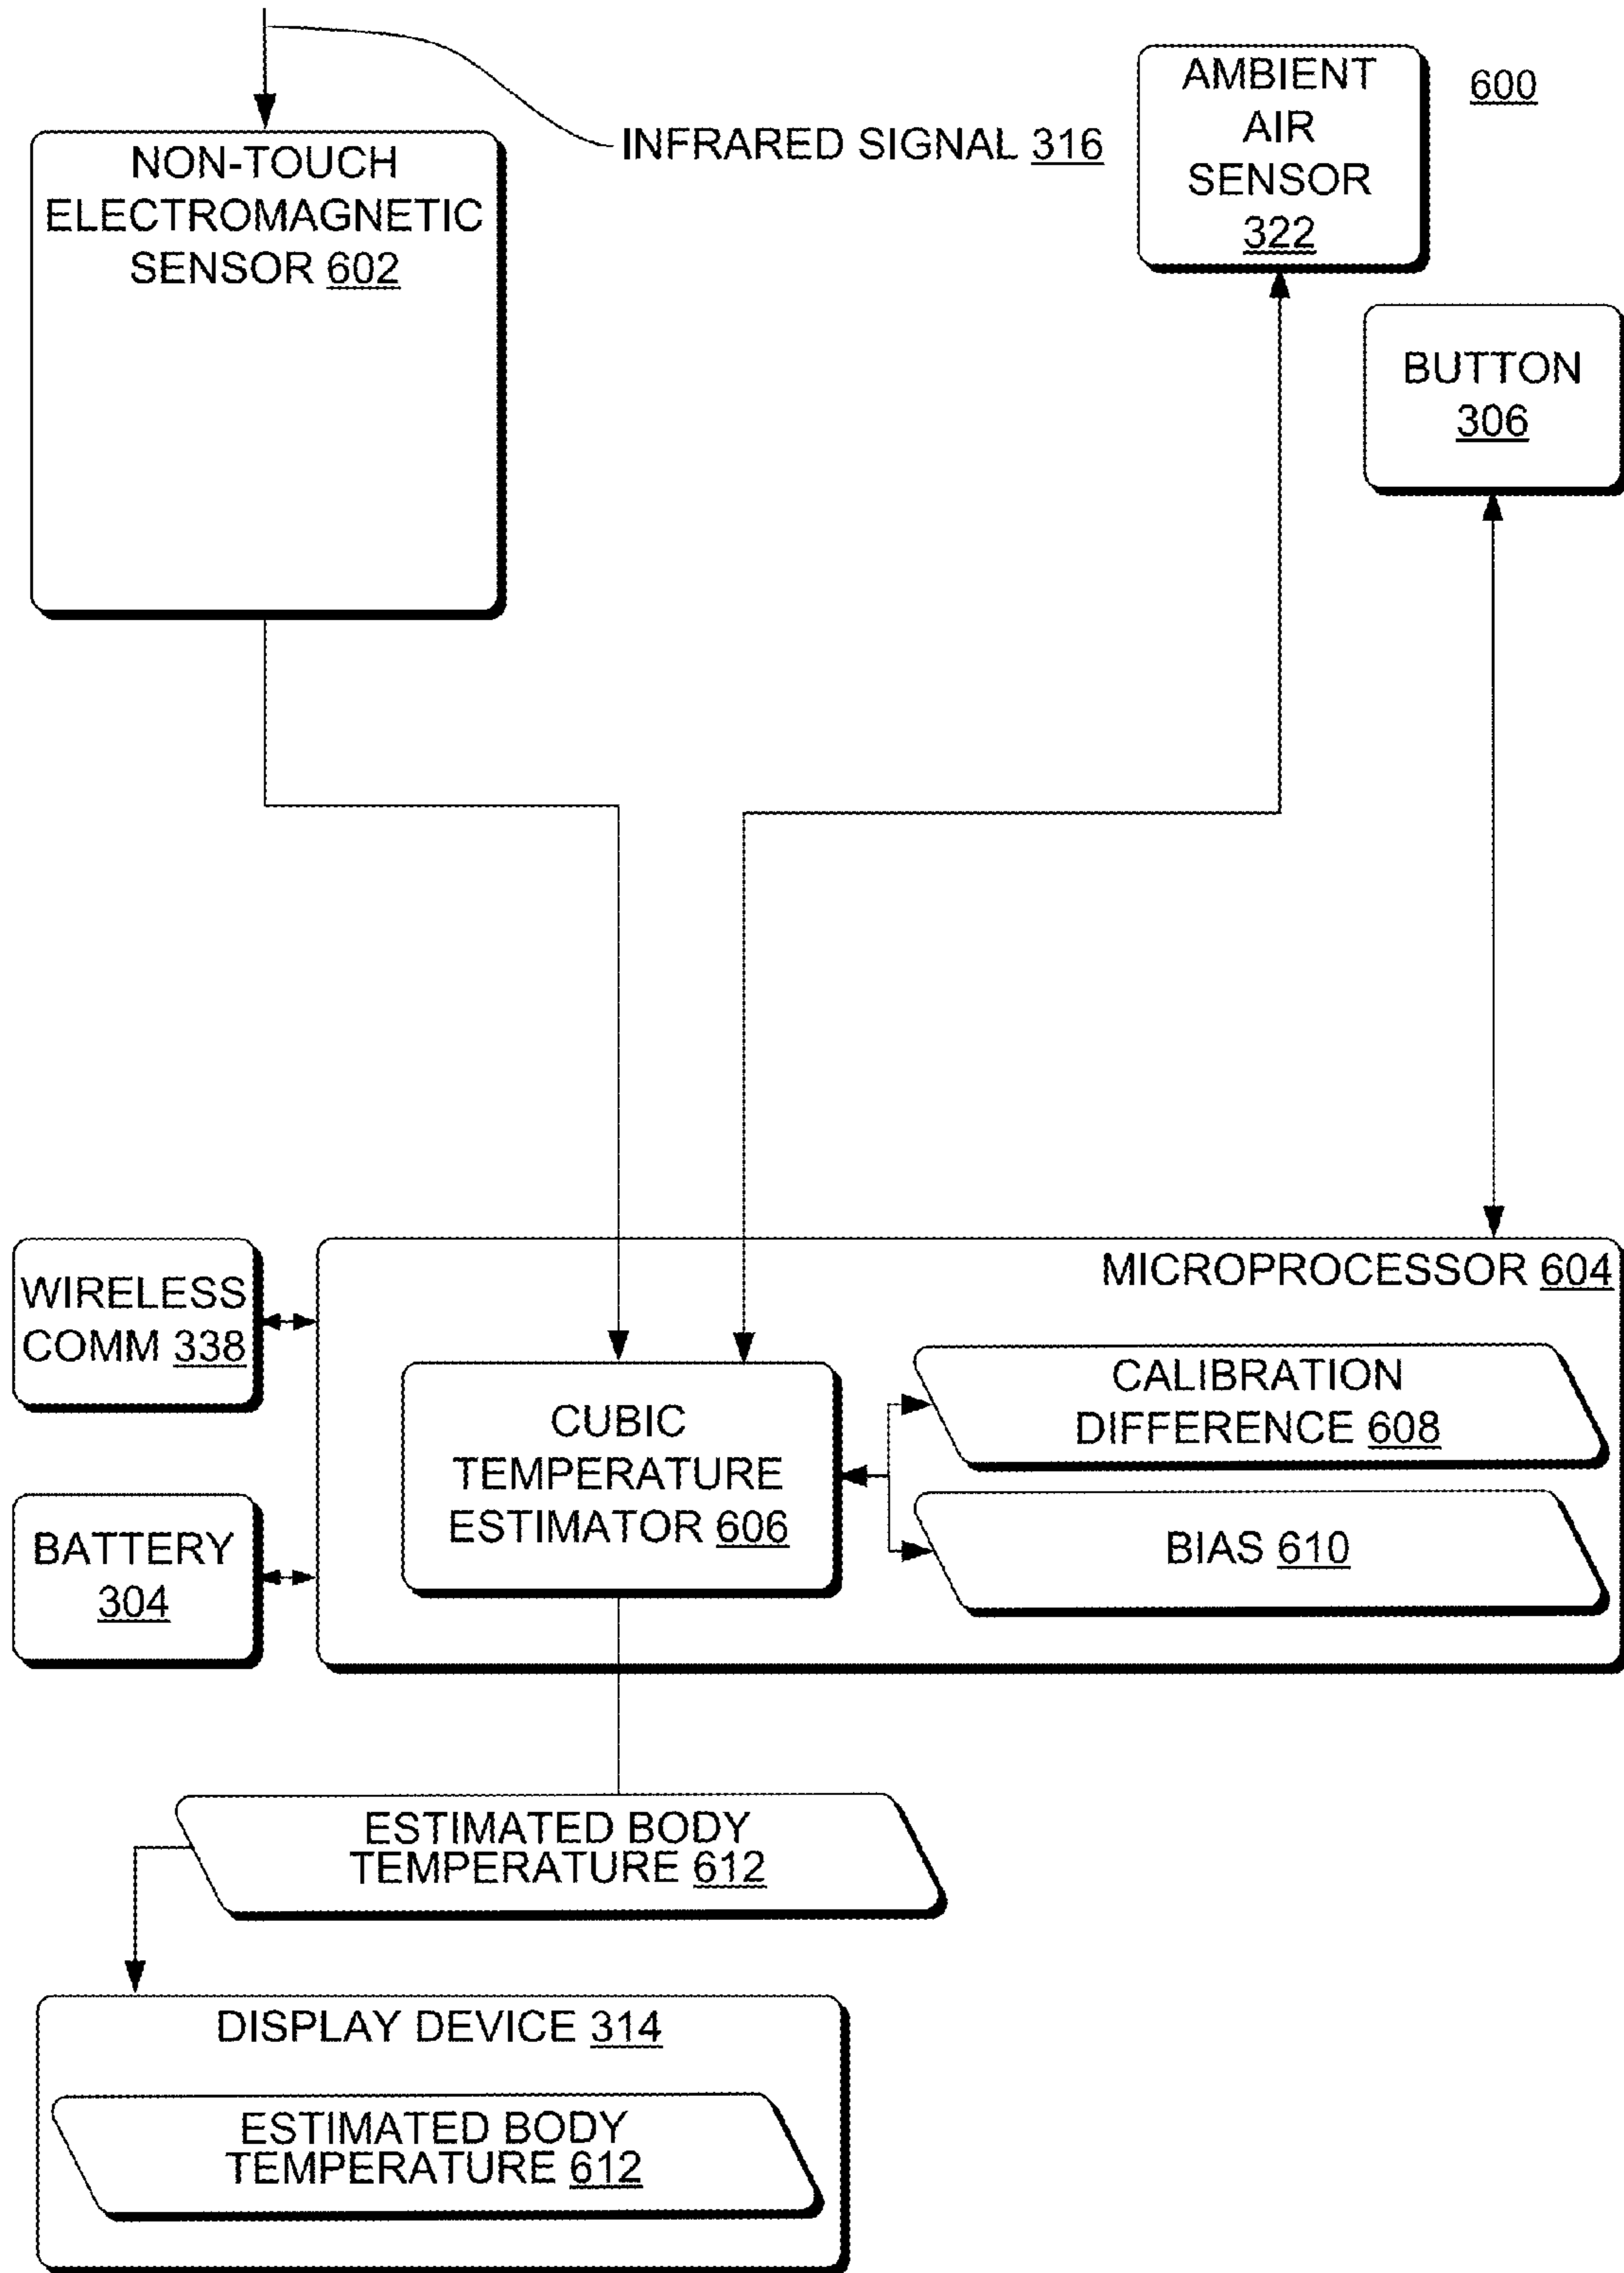 NON-TOUCH
ELECTROMAGNETIC
SENSOR 602
INFRARED SIGNAL 316
AMBIENT
AIR
SENSOR
322
600
BUTTON
306
WIRELESS
COMM 338
BATTERY
304
MICROPROCESSOR 604
CUBIC
TEMPERATURE
ESTIMATOR 606
CALIBRATION
DIFFERENCE 608
BIAS 610
ESTIMATED BODY
TEMPERATURE 612
DISPLAY DEVICE 314
ESTIMATED BODY
TEMPERATURE 612